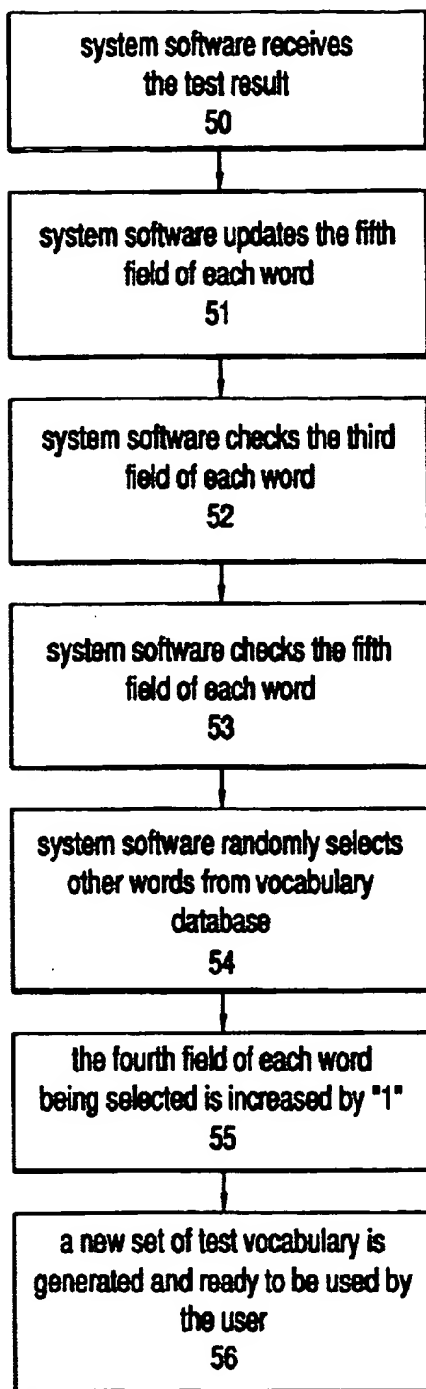 system software receives
the test result
50
system software updates the fifth
field of each word
51
system software checks the third
field of each word
52
system software checks the fifth
field of each word
53
system software randomly selects
other words from vocabulary
database
54
the fourth field of each word
being selected is increased by "1"
55
a new set of test vocabulary is
generated and ready to be used by
the user
56